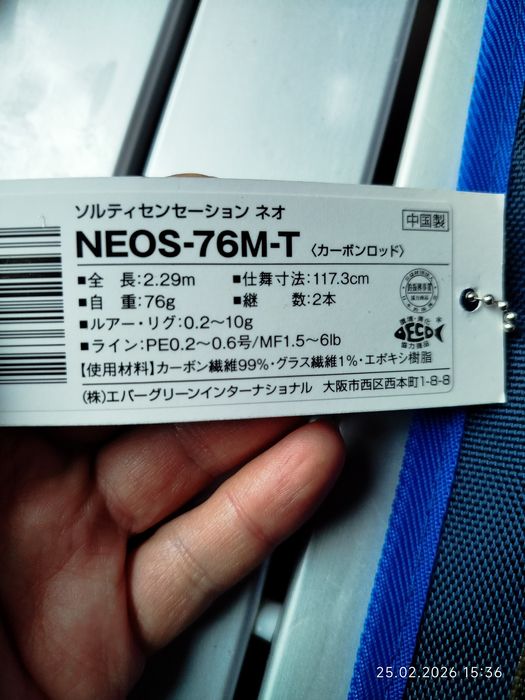 ソルティセンセーション ネオ
中国製
NEOS-76M-T 〈カーボンロッド〉
■全 長:2.29m ■仕舞寸法:117.3cm
■自 重:76g ■継 数:2本
■ルアー・リグ:0.2〜10g
■ライン:PE0.2〜0.6号/MF1.5〜6lb
【使用材料】カーボン繊維99%・グラス繊維1%・エポキシ樹脂
(株)エバーグリーンインターナショナル 大阪市西区西本町1-8-8
25.02.2026 15:36